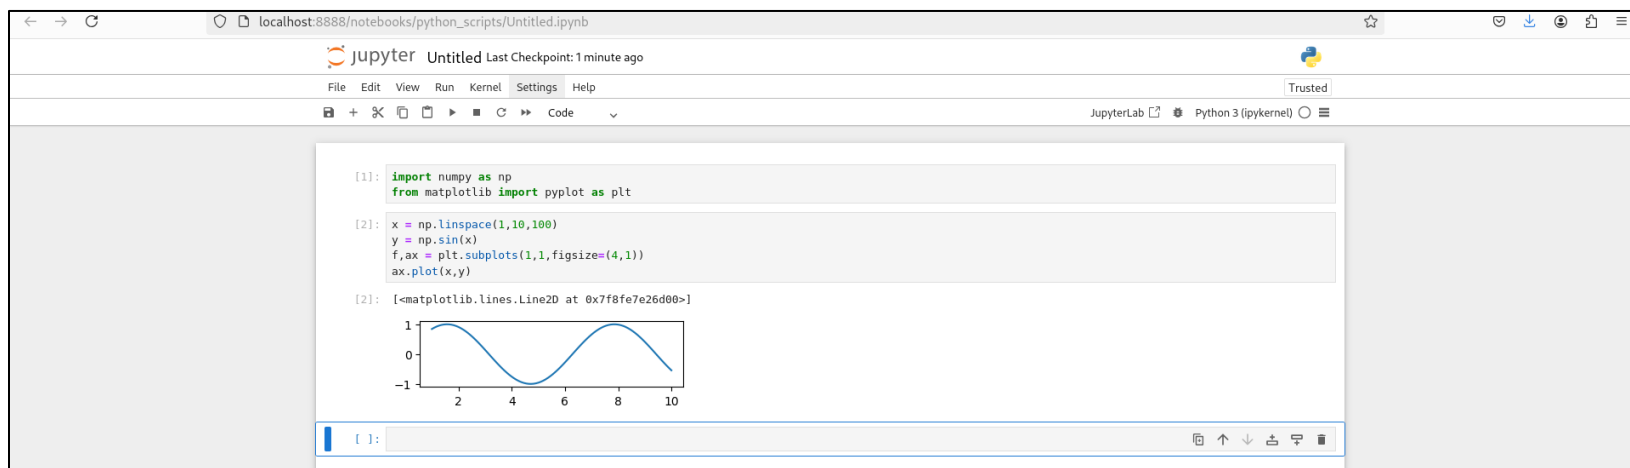 localhost:8888/notebooks/python_scripts/Untitled.ipynb
jupyter Untitled Last Checkpoint: 1 minute ago
File Edit View Run Kernel Settings Help Trusted
Code JupyterLab Python 3 (ipykernel)
[1]: import numpy as np
from matplotlib import pyplot as plt
[2]: x = np.linspace(1,10,100)
y = np.sin(x)
f,ax = plt.subplots(1,1,figsize=(4,1))
ax.plot(x,y)
[2]: [<matplotlib.lines.Line2D at 0x7f8fe7e26d00>]
1
0
−1
2 4 6 8 10
[ ]: